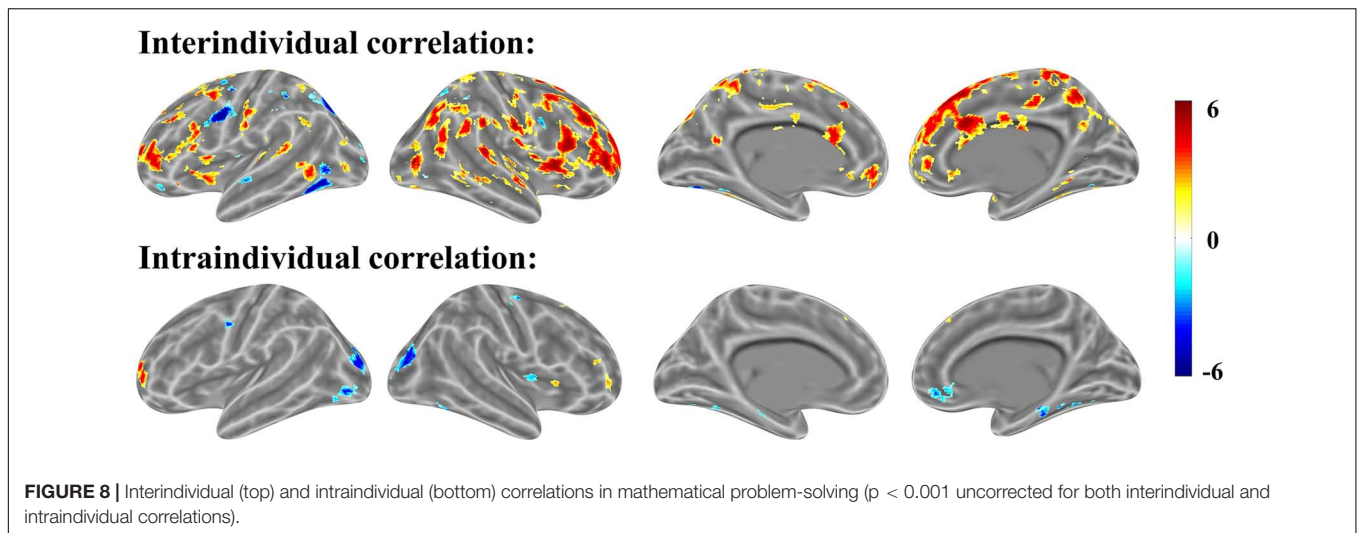 Interindividual correlation:
6
0
-6
Intraindividual correlation:
FIGURE 8 | Interindividual (top) and intraindividual (bottom) correlations in mathematical problem-solving (p < 0.001 uncorrected for both interindividual and
intraindividual correlations).